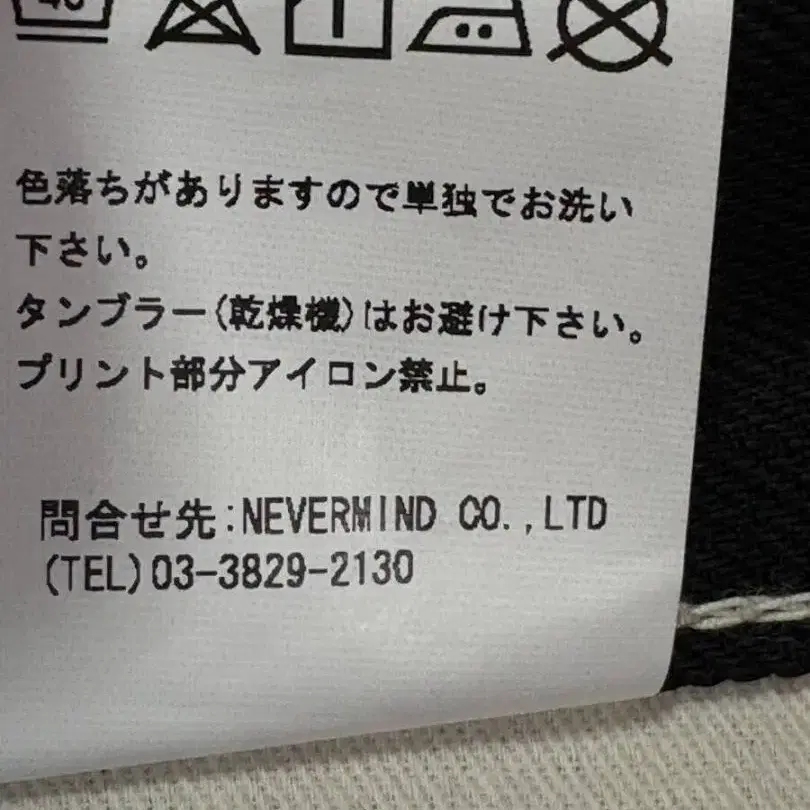 40
色落ちがありますので単独でお洗い
下さい。
タンブラー(乾燥機)はお避け下さい。
プリント部分アイロン禁止。
問合せ先:NEVERMIND CO.,LTD
(TEL)03-3829-2130